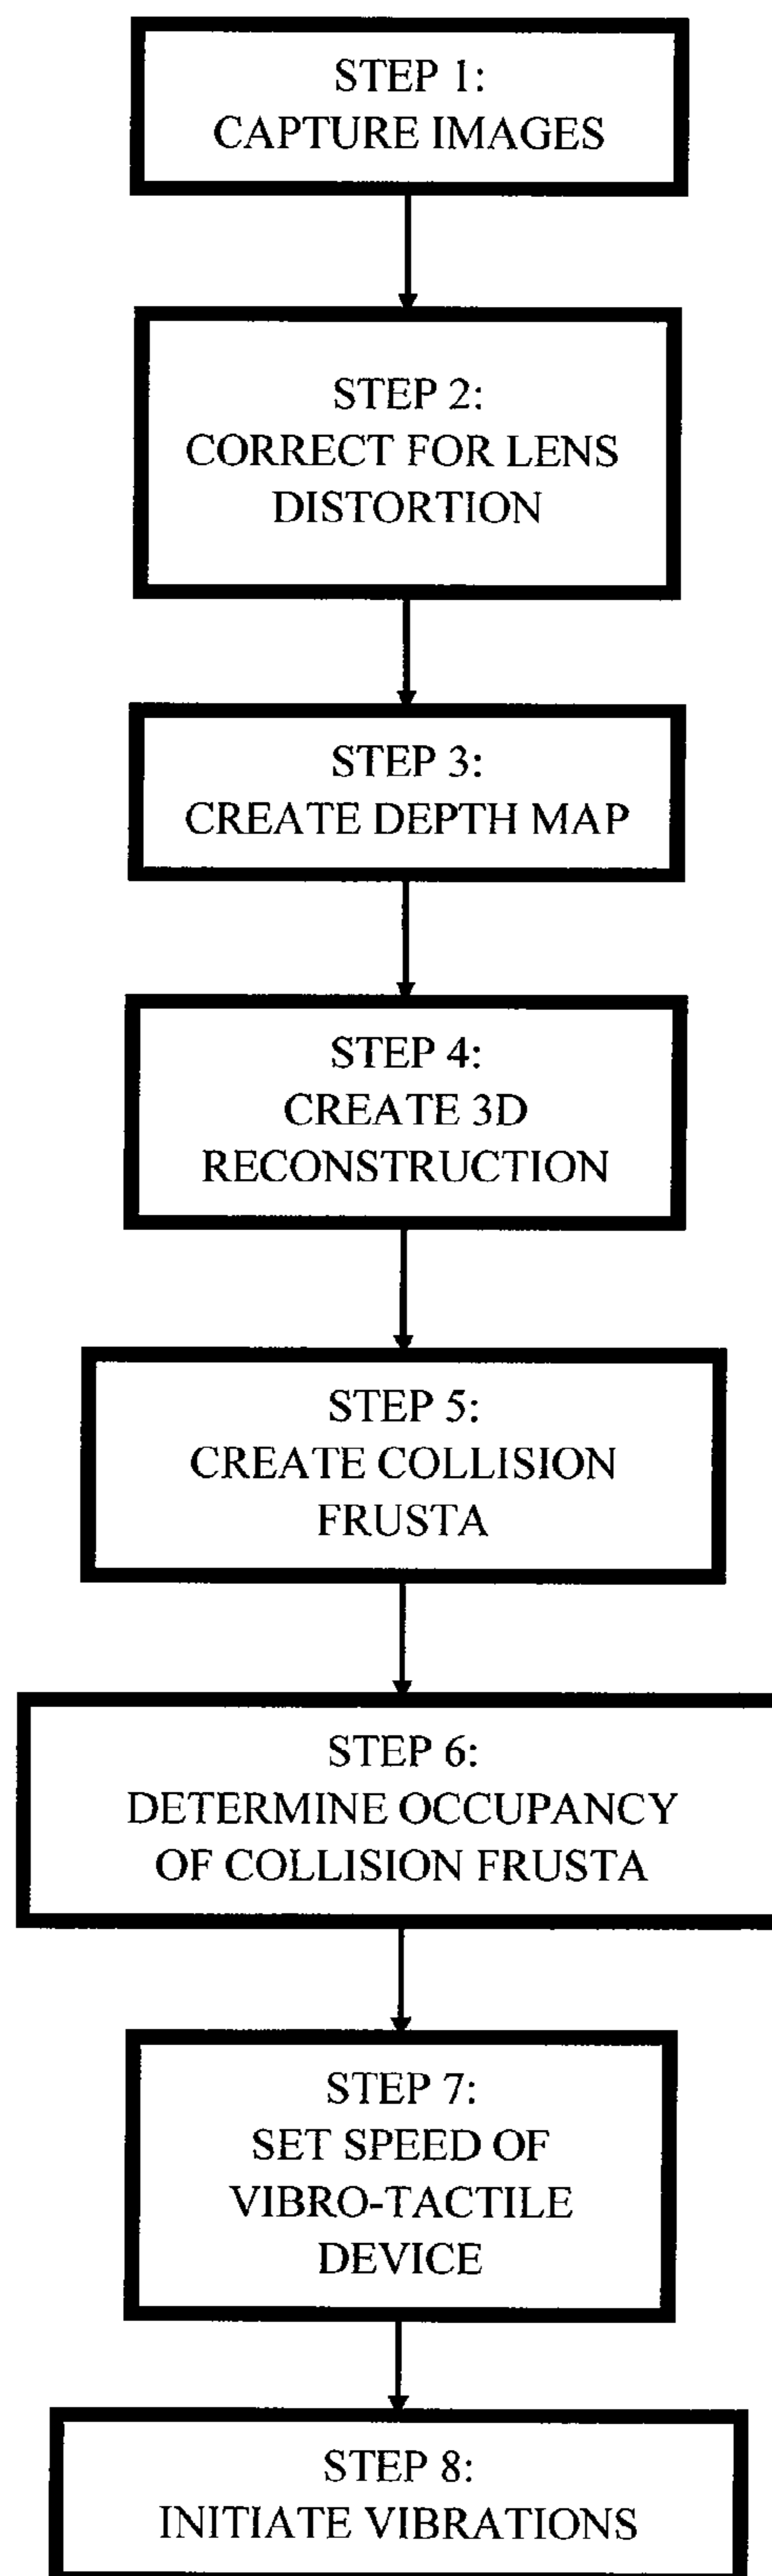 STEP 1:
CAPTURE IMAGES
STEP 2:
CORRECT FOR LENS
DISTORTION
STEP 3:
CREATE DEPTH MAP
STEP 4:
CREATE 3D
RECONSTRUCTION
STEP 5:
CREATE COLLISION
FRUSTA
STEP 6:
DETERMINE OCCUPANCY
OF COLLISION FRUSTA
STEP 7:
SET SPEED OF
VIBRO-TACTILE
DEVICE
STEP 8:
INITIATE VIBRATIONS